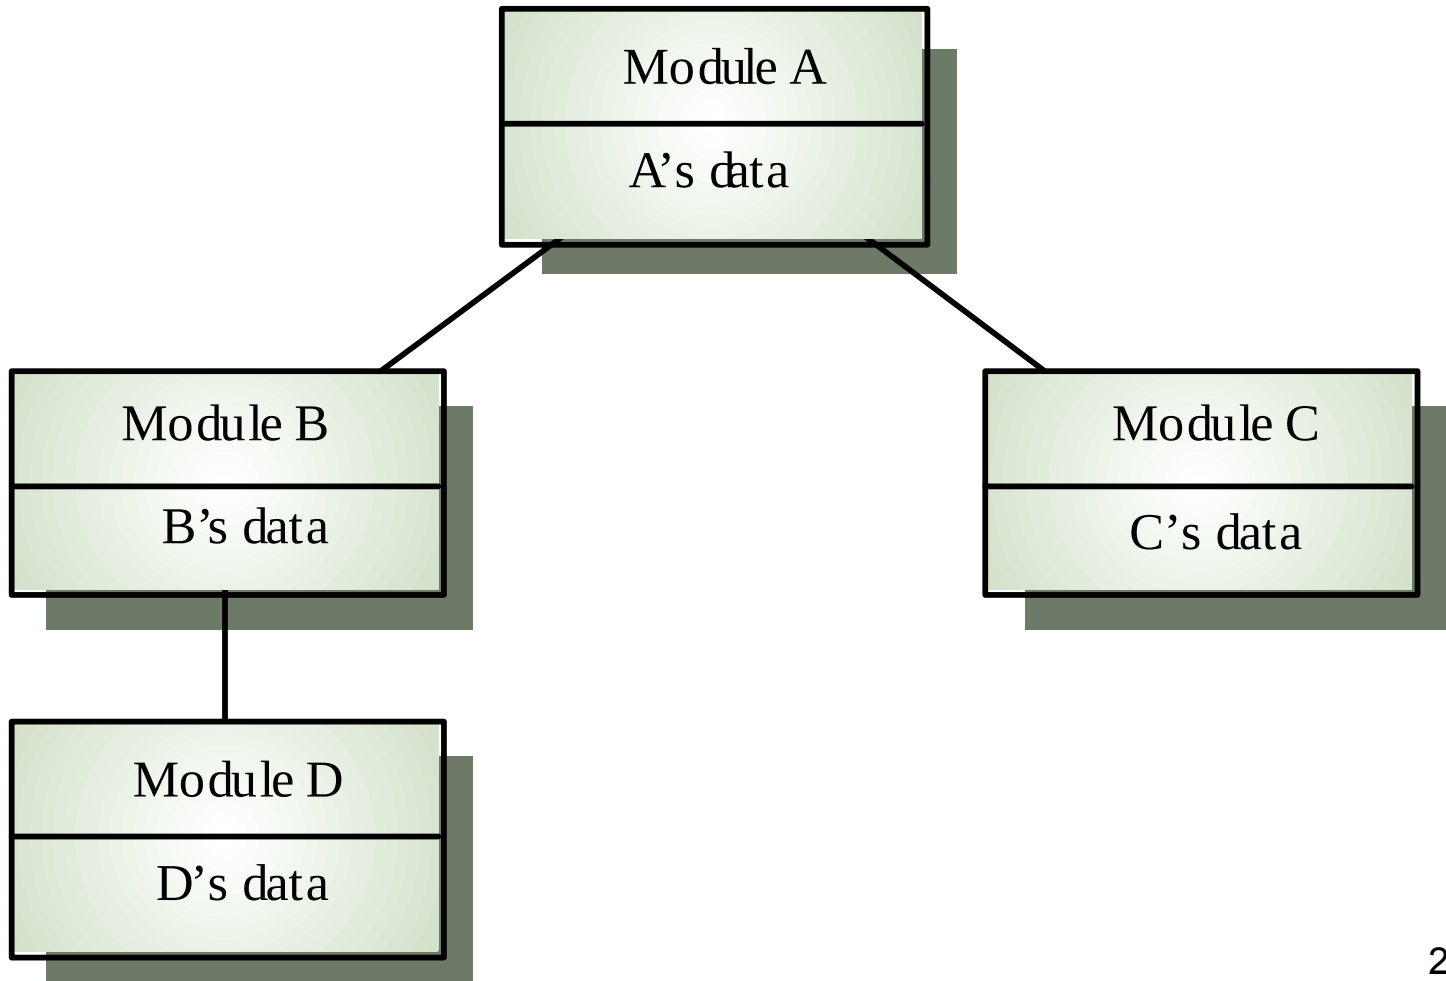 Module A
A’s data
Module B
Module C
B’s data
C’s data
Module D
D’s data
2